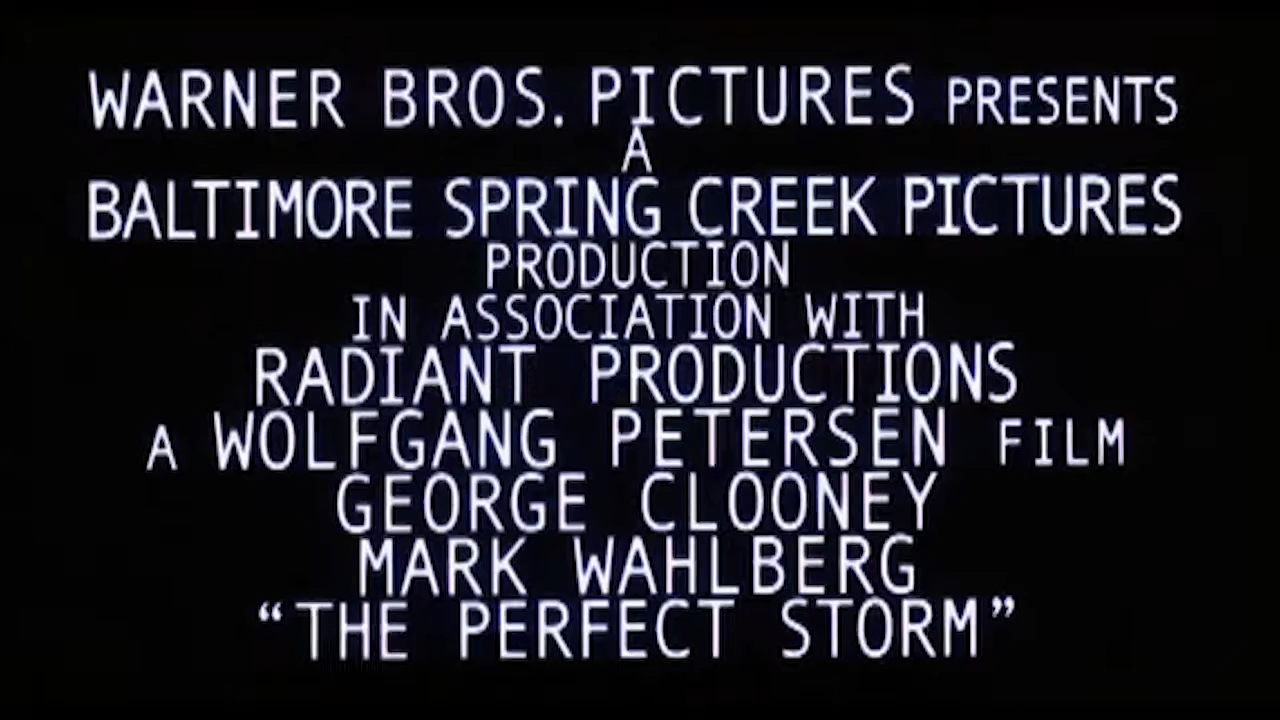 WARNER BROS. PICTURES PRESENTS
A
BALTIMORE SPRING CREEK PICTURES
PRODUCTION
IN ASSOCIATION WITH
RADIANT PRODUCTIONS
A WOLFGANG PETERSEN FILM
GEORGE CLOONEY
MARK WAHLBERG
“THE PERFECT STORM”